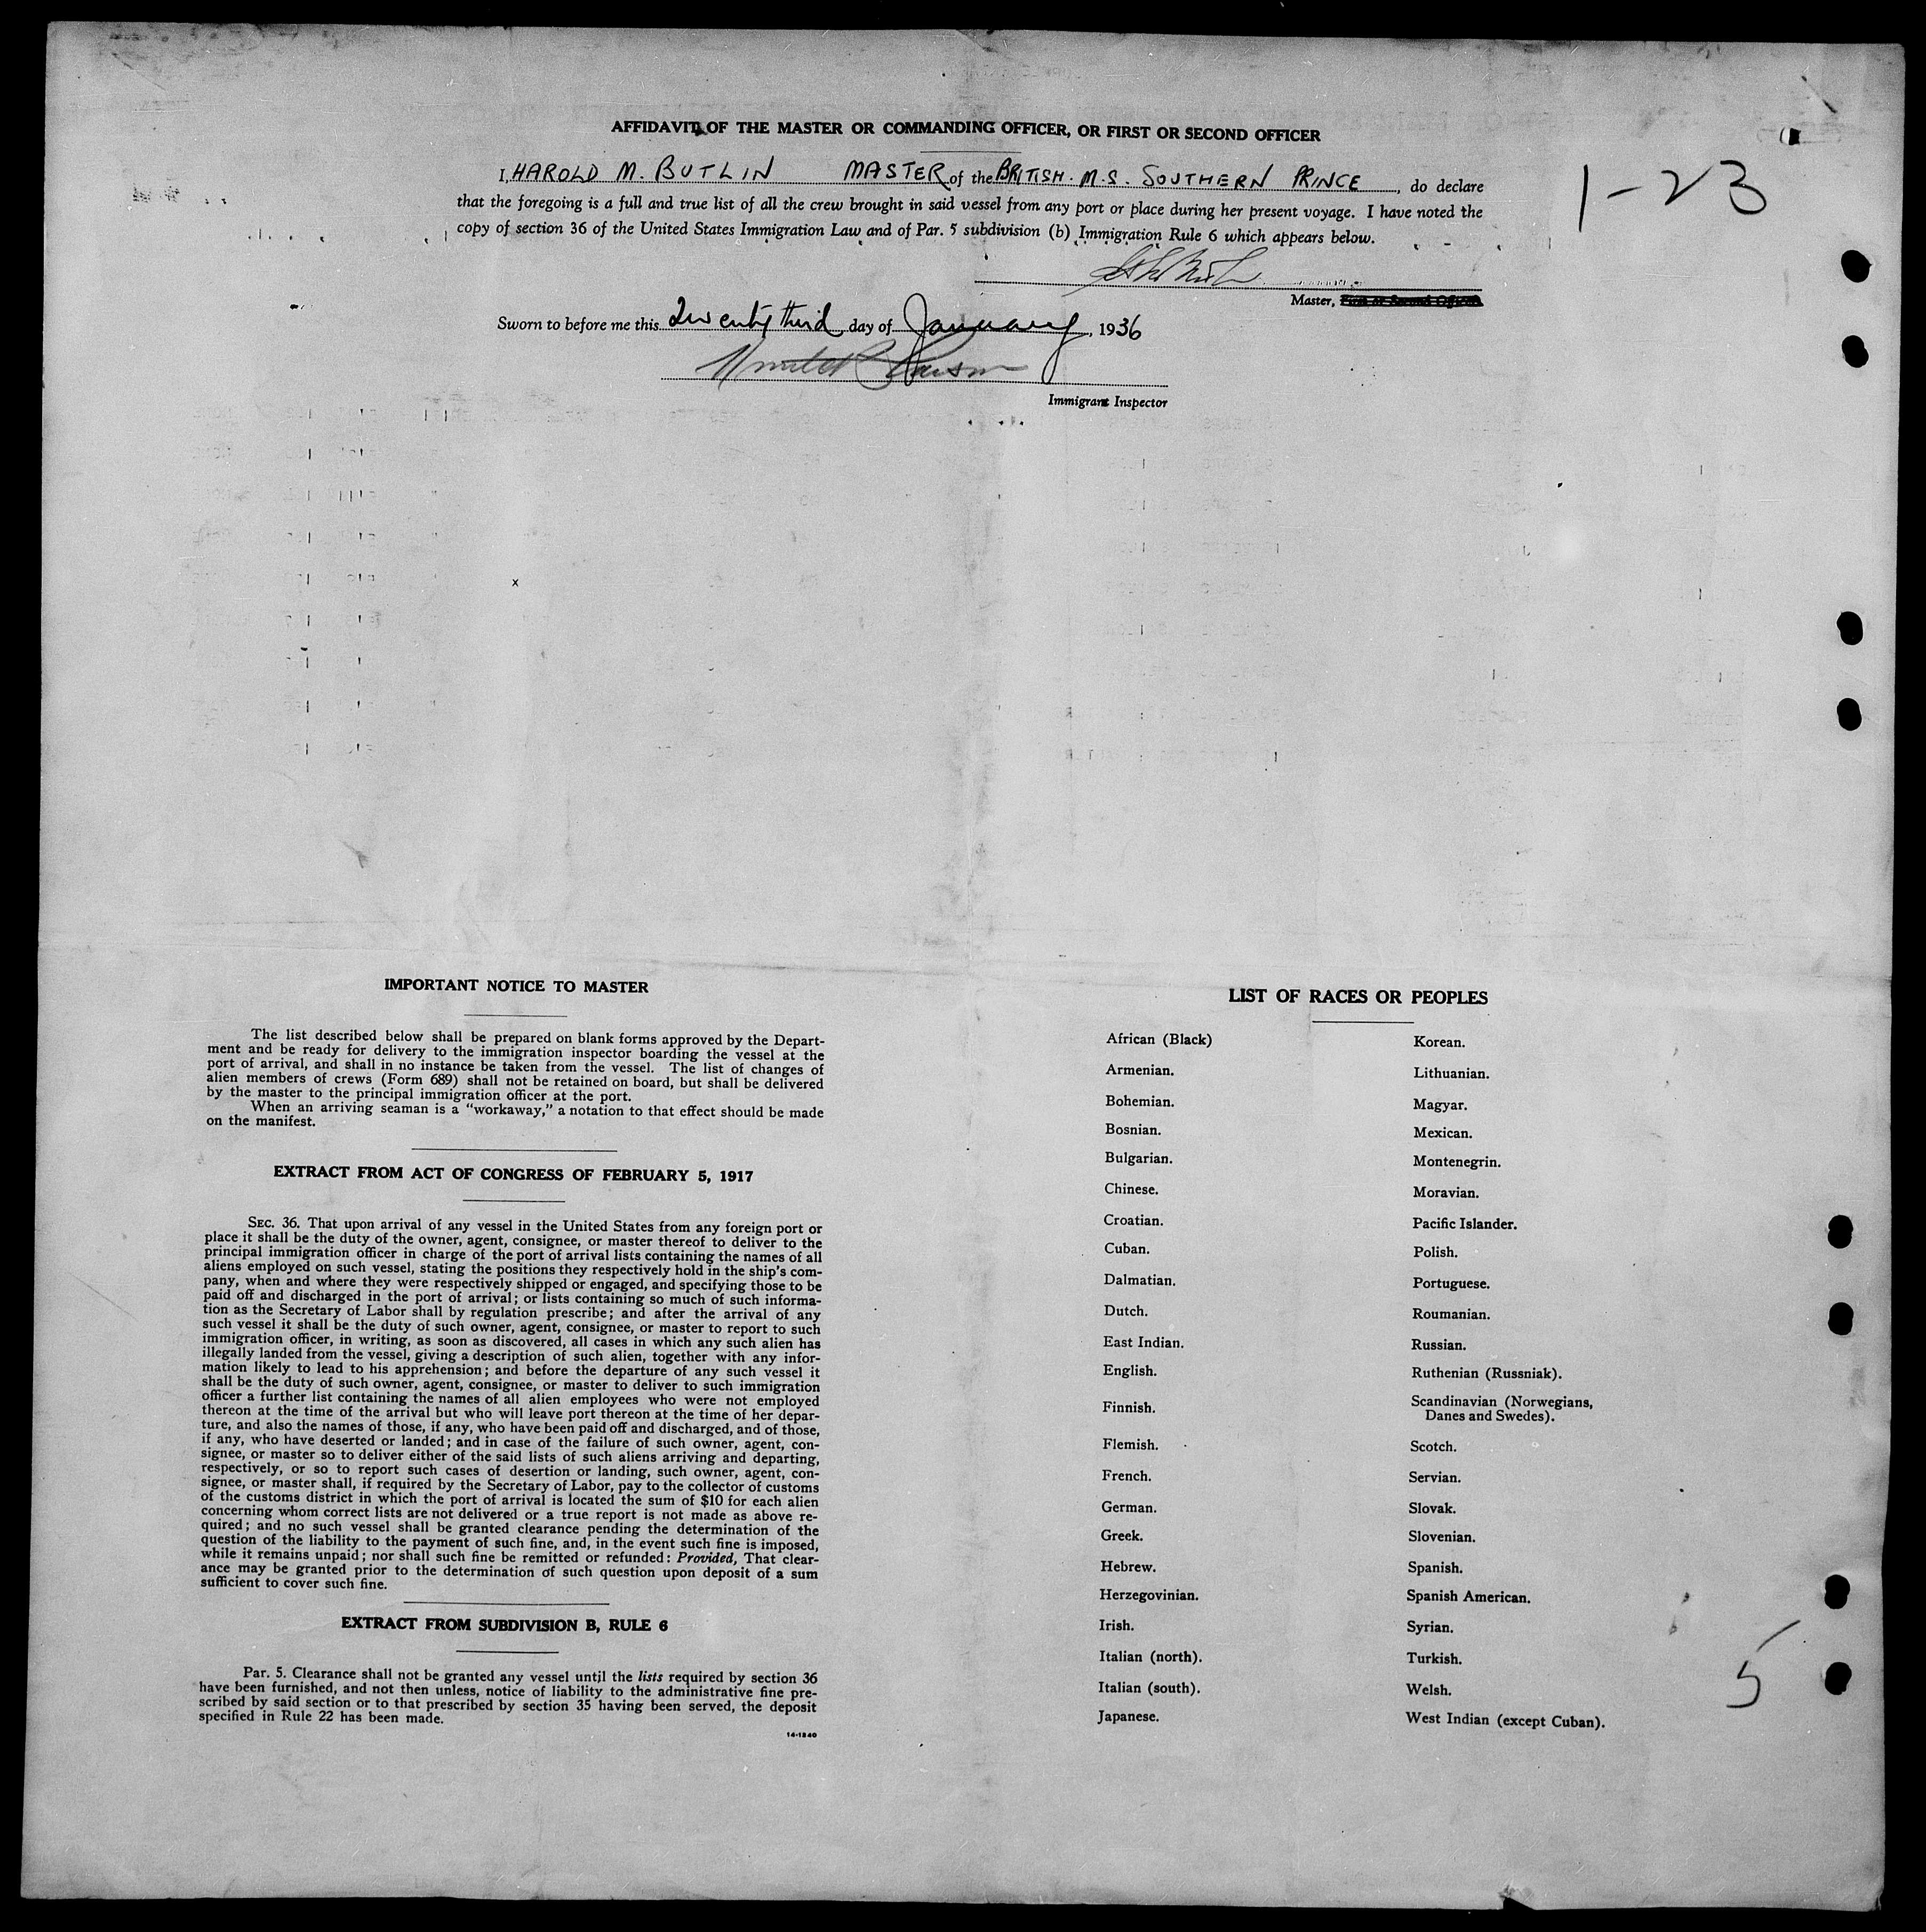 AFFIDAVIT OF THE MASTER OR COMMANDING OFFICER, OR FIRST OR SECOND OFFICER
I, HAROLD M. BUTLIN MASTER of the BRITISH. M.S. SOUTHERN PRINCE, do declare
1-23
that the foregoing is a full and true list of all the crew brought in said vessel from any port or place during her present voyage. I have noted the
copy of section 36 of the United States Immigration Law and of Par. 5 subdivision (b) Immigration Rule 6 which appears below.
Master,
Sworn to before me this Twenty third day of January, 1936
Immigrant Inspector
x
IMPORTANT NOTICE TO MASTER
The list described below shall be prepared on blank forms approved by the Depart-
ment and be ready for delivery to the immigration inspector boarding the vessel at the
port of arrival, and shall in no instance be taken from the vessel. The list of changes of
alien members of crews (Form 689) shall not be retained on board, but shall be delivered
by the master to the principal immigration officer at the port.
When an arriving seaman is a "workaway," a notation to that effect should be made
on the manifest.
EXTRACT FROM ACT OF CONGRESS OF FEBRUARY 5, 1917
SEC. 36. That upon arrival of any vessel in the United States from any foreign port or
place it shall be the duty of the owner, agent, consignee, or master thereof to deliver to the
principal immigration officer in charge of the port of arrival lists containing the names of all
aliens employed on such vessel, stating the positions they respectively hold in the ship's com-
pany, when and where they were respectively shipped or engaged, and specifying those to be
paid off and discharged in the port of arrival; or lists containing so much of such informa-
tion as the Secretary of Labor shall by regulation prescribe; and after the arrival of any
such vessel it shall be the duty of such owner, agent, consignee, or master to report to such
immigration officer, in writing, as soon as discovered, all cases in which any such alien has
illegally landed from the vessel, giving a description of such alien, together with any infor-
mation likely to lead to his apprehension; and before the departure of any such vessel it
shall be the duty of such owner, agent, consignee, or master to deliver to such immigration
officer a further list containing the names of all alien employees who were not employed
thereon at the time of the arrival but who will leave port thereon at the time of her depar-
ture, and also the names of those, if any, who have been paid off and discharged, and of those,
if any, who have deserted or landed; and in case of the failure of such owner, agent, con-
signee, or master so to deliver either of the said lists of such aliens arriving and departing,
respectively, or so to report such cases of desertion or landing, such owner, agent, con-
signee, or master shall, if required by the Secretary of Labor, pay to the collector of customs
of the customs district in which the port of arrival is located the sum of $10 for each alien
concerning whom correct lists are not delivered or a true report is not made as above re-
quired; and no such vessel shall be granted clearance pending the determination of the
question of the liability to the payment of such fine, and, in the event such fine is imposed,
while it remains unpaid; nor shall such fine be remitted or refunded: Provided, That clear-
ance may be granted prior to the determination of such question upon deposit of a sum
sufficient to cover such fine.
EXTRACT FROM SUBDIVISION B, RULE 6
Par. 5. Clearance shall not be granted any vessel until the lists required by section 36
have been furnished, and not then unless, notice of liability to the administrative fine pre-
scribed by said section or to that prescribed by section 35 having been served, the deposit
specified in Rule 22 has been made.
14-1240
LIST OF RACES OR PEOPLES
African (Black)
Armenian.
Bohemian.
Bosnian.
Bulgarian.
Chinese.
Croatian.
Cuban.
Dalmatian.
Dutch.
East Indian.
English.
Finnish.
Flemish.
French.
German.
Greek.
Hebrew.
Herzegovinian.
Irish.
Italian (north).
Italian (south).
Japanese.
Korean.
Lithuanian.
Magyar.
Mexican.
Montenegrin.
Moravian.
Pacific Islander.
Polish.
Portuguese.
Roumanian.
Russian.
Ruthenian (Russniak).
Scandinavian (Norwegians,
Danes and Swedes).
Scotch.
Servian.
Slovak.
Slovenian.
Spanish.
Spanish American.
Syrian.
Turkish.
Welsh.
West Indian (except Cuban).
5